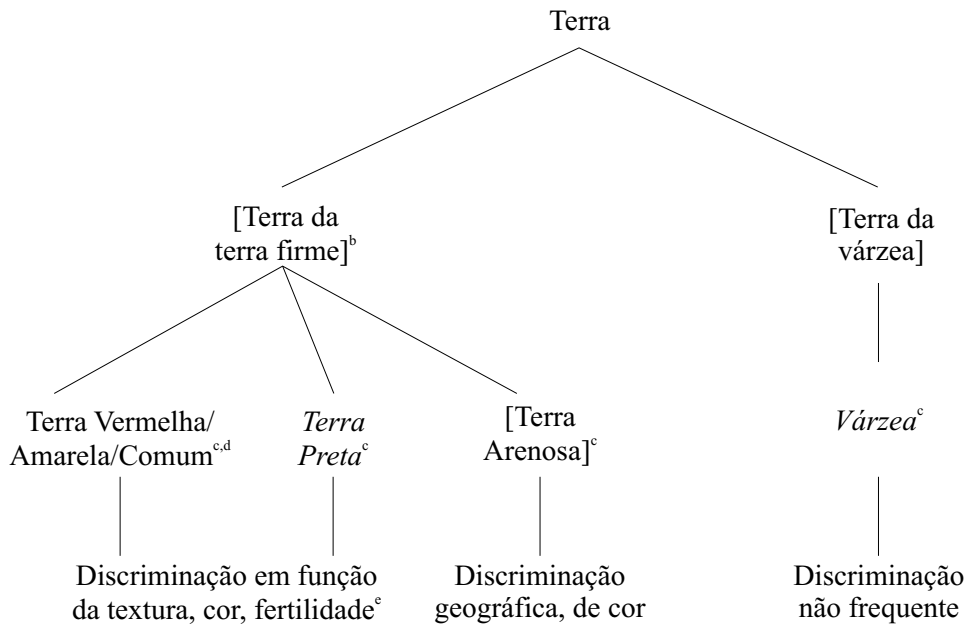 Terra
[Terra da
terra firme]ᵇ
[Terra da
várzea]
Terra Vermelha/
Amarela/Comumᶜ,ᵈ
Terra
Pretaᶜ
[Terra
Arenosa]ᶜ
Várzeaᶜ
Discriminação em função
da textura, cor, fertilidadeᵉ
Discriminação
geográfica, de cor
Discriminação
não frequente